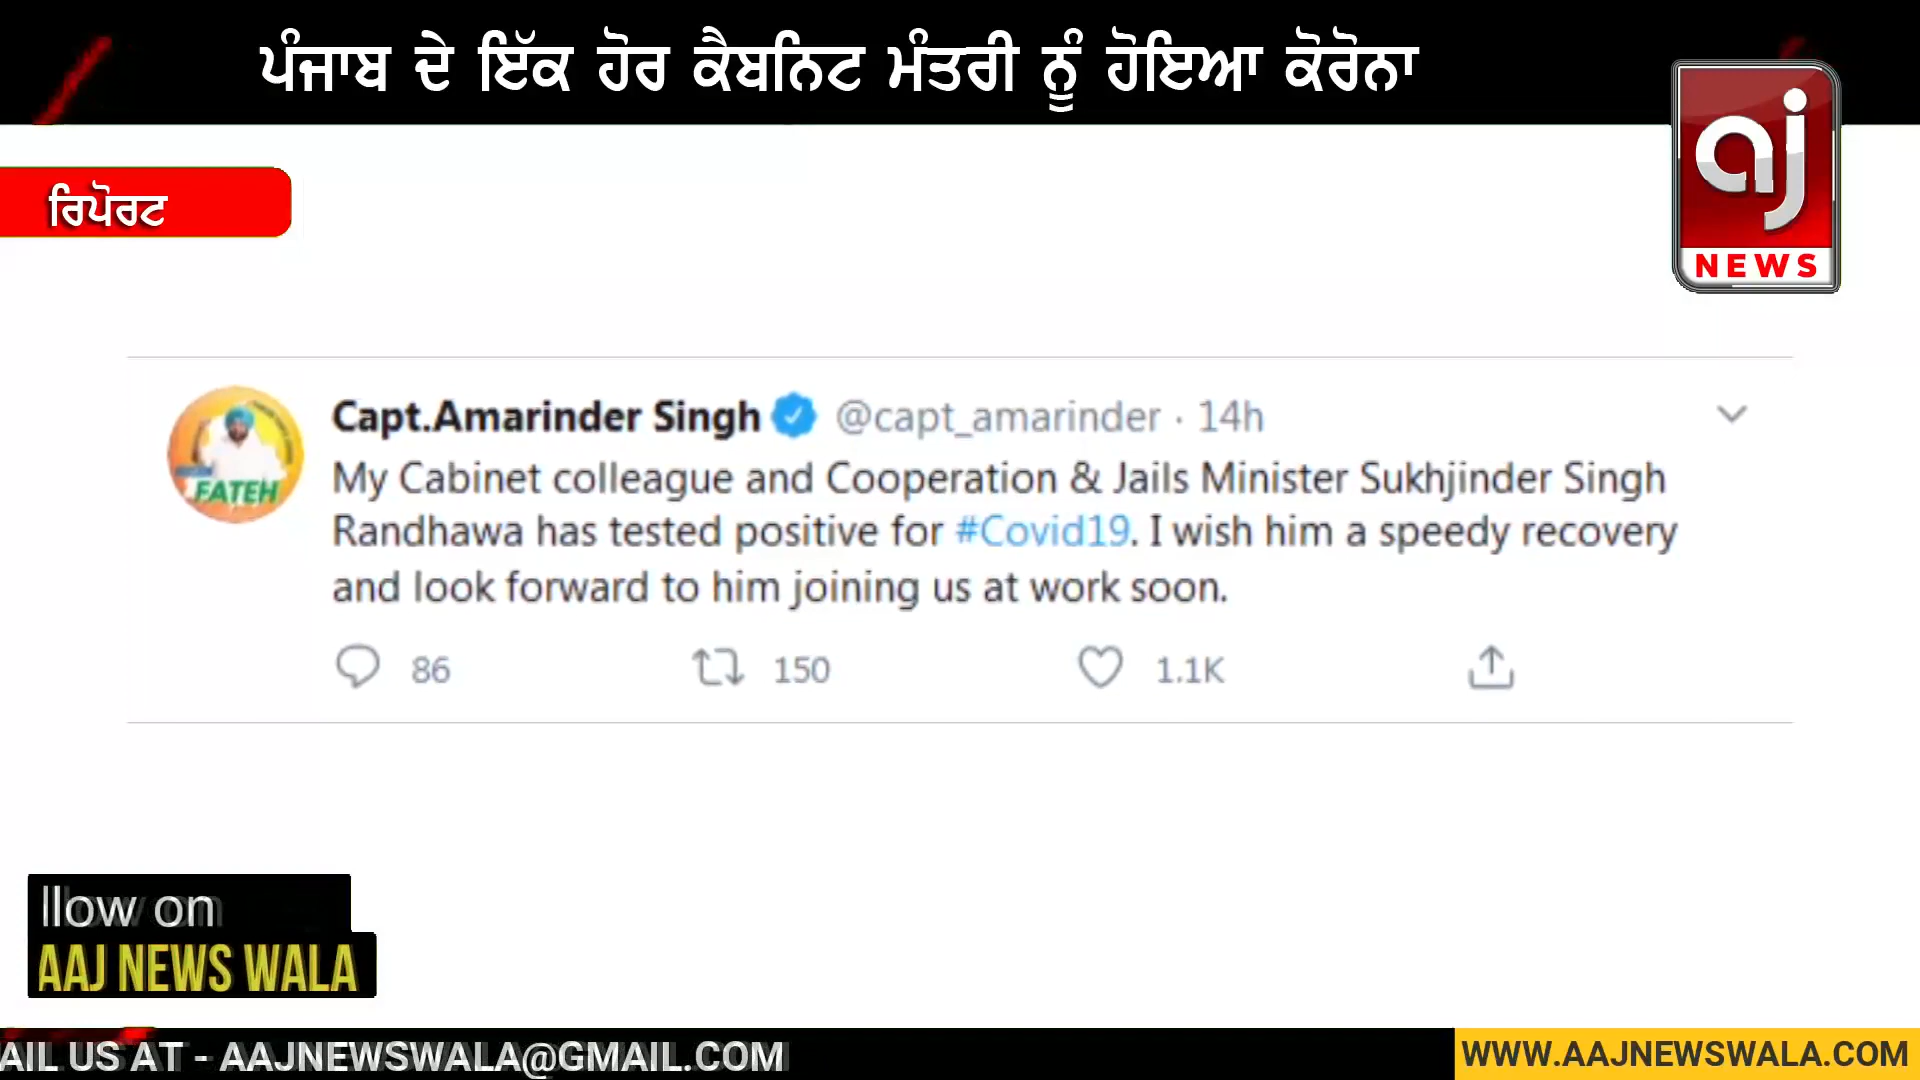 ਪੰਜਾਬ ਦੇ ਇੱਕ ਹੋਰ ਕੈਬਨਿਟ ਮੰਤਰੀ ਨੂੰ ਹੋਇਆ ਕੋਰੋਨਾ
ਰਿਪੋਰਟ
aj
NEWS
Capt.Amarinder Singh @capt_amarinder · 14h
My Cabinet colleague and Cooperation & Jails Minister Sukhjinder Singh
Randhawa has tested positive for #Covid19. I wish him a speedy recovery
and look forward to him joining us at work soon.
FATEH
86 150 1.1K
llow on
AAJ NEWS WALA
AIL US AT - AAJNEWSWALA@GMAIL.COM
WWW.AAJNEWSWALA.COM